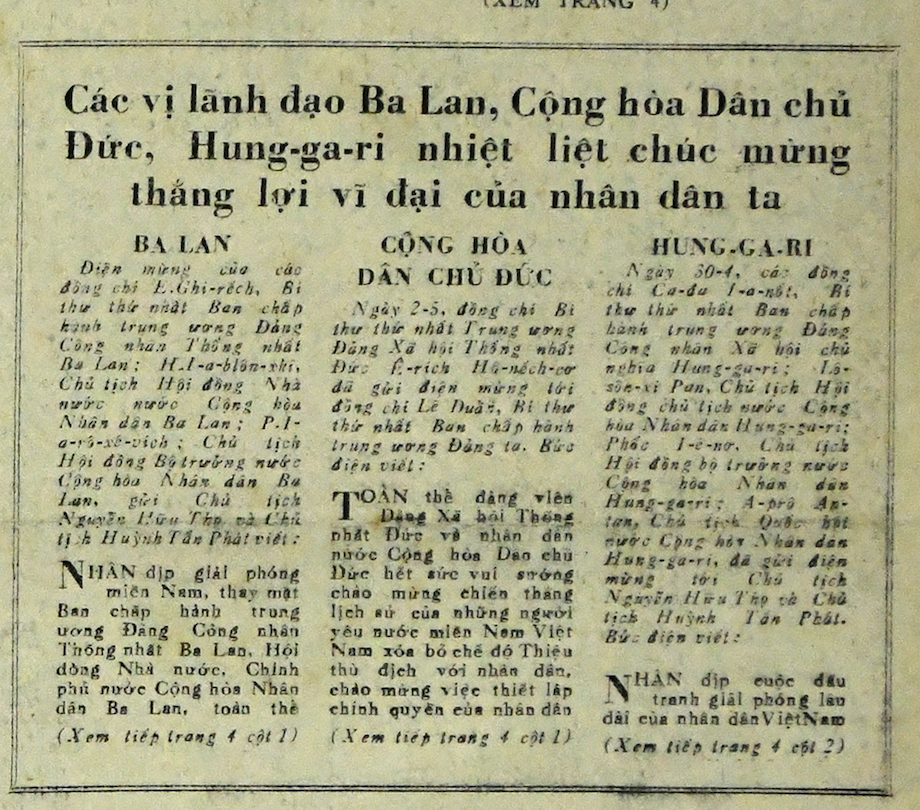 (XEM TRANG 4)
Các vị lãnh đạo Ba Lan, Cộng hòa Dân chủ
Đức, Hung-ga-ri nhiệt liệt chúc mừng
thắng lợi vĩ đại của nhân dân ta
BA LAN
Điện mừng của các
đồng chí E.Ghi-rếch, Bí
thư thứ nhất Ban chấp
hành trung ương Đảng
Công nhân Thống nhất
Ba Lan; H.I-a-blôn-xki,
Chủ tịch Hội đồng Nhà
nước nước Cộng hòa
Nhân dân Ba Lan; P.I-
a-rô-xê-vích; Chủ tịch
Hội đồng Bộ trưởng nước
Cộng hòa Nhân dân Ba
Lan, gửi Chủ tịch
Nguyễn Hữu Thọ và Chủ
tịch Huỳnh Tấn Phát viết:
NHÂN dịp giải phóng
miền Nam, thay mặt
Ban chấp hành trung
ương Đảng Công nhân
Thống nhất Ba Lan, Hội
đồng Nhà nước, Chính
phủ nước Cộng hòa Nhân
dân Ba Lan, toàn thể
(Xem tiếp trang 4 cột 1)
CỘNG HÒA
DÂN CHỦ ĐỨC
Ngày 2-5, đồng chí Bí
thư thứ nhất Trung ương
Đảng Xã hội Thống nhất
Đức Ê-rích Hô-nếch-cơ
đã gửi điện mừng tới
đồng chí Lê Duẩn, Bí thư
thứ nhất Ban chấp hành
trung ương Đảng ta. Bức
điện viết:
TOÀN thể đảng viên
Đảng Xã hội Thống
nhất Đức và nhân dân
nước Cộng hòa Dân chủ
Đức hết sức vui sướng
chào mừng chiến thắng
lịch sử của những người
yêu nước miền Nam Việt
Nam xóa bỏ chế độ Thiệu
thù địch với nhân dân,
chào mừng việc thiết lập
chính quyền của nhân dân
(Xem tiếp trang 4 cột 1)
HUNG-GA-RI
Ngày 30-4, các đồng
chí Ca-đa I-a-nốt, Bí
thư thứ nhất Ban chấp
hành trung ương Đảng
Công nhân Xã hội chủ
nghĩa Hung-ga-ri; Lô-
sôn-xi Pan, Chủ tịch Hội
đồng chủ tịch nước Cộng
hòa Nhân dân Hung-ga-ri;
Phốc I-ê-nơ, Chủ tịch
Hội đồng bộ trưởng nước
Cộng hòa Nhân dân
Hung-ga-ri; A-prô An-
tan, Chủ tịch Quốc hội
nước Cộng hòa Nhân dân
Hung-ga-ri, đã gửi điện
mừng tới Chủ tịch
Nguyễn Hữu Thọ và Chủ
tịch Huỳnh Tấn Phát.
Bức điện viết:
NHÂN dịp cuộc đấu
tranh giải phóng lâu
dài của nhân dân Việt Nam
(Xem tiếp trang 4 cột 2)